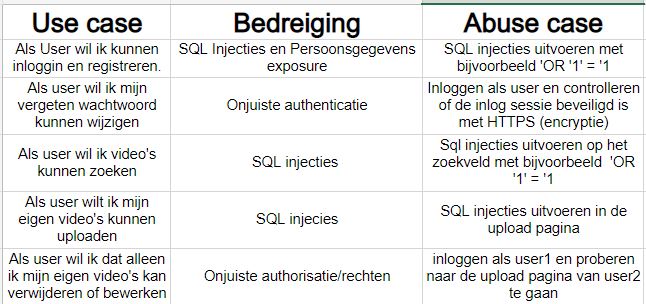 Use case
Bedreiging
Abuse case
Als User wil ik kunnen
inloggin en registreren.
SQL Injecties en Persoonsgegevens
exposure
SQL injecties uitvoeren met
bijvoorbeeld 'OR '1' = '1
Als user wil ik mijn
vergeten wachtwoord
kunnen wijzigen
Onjuiste authenticatie
Inloggen als user en controlleren
of de inlog sessie beveiligd is
met HTTPS (encryptie)
Als user wil ik video's
kunnen zoeken
SQL injecties
Sql injecties uitvoeren op het
zoekveld met bijvoorbeeld 'OR
'1' = '1
Als user wilt ik mijn
eigen video's kunnen
uploaden
SQL injecies
SQL injecties uitvoeren in de
upload pagina
Als user wil ik dat alleen
ik mijn eigen video's kan
verwijderen of bewerken
Onjuiste authorisatie/rechten
inloggen als user1 en proberen
naar de upload pagina van user2
te gaan